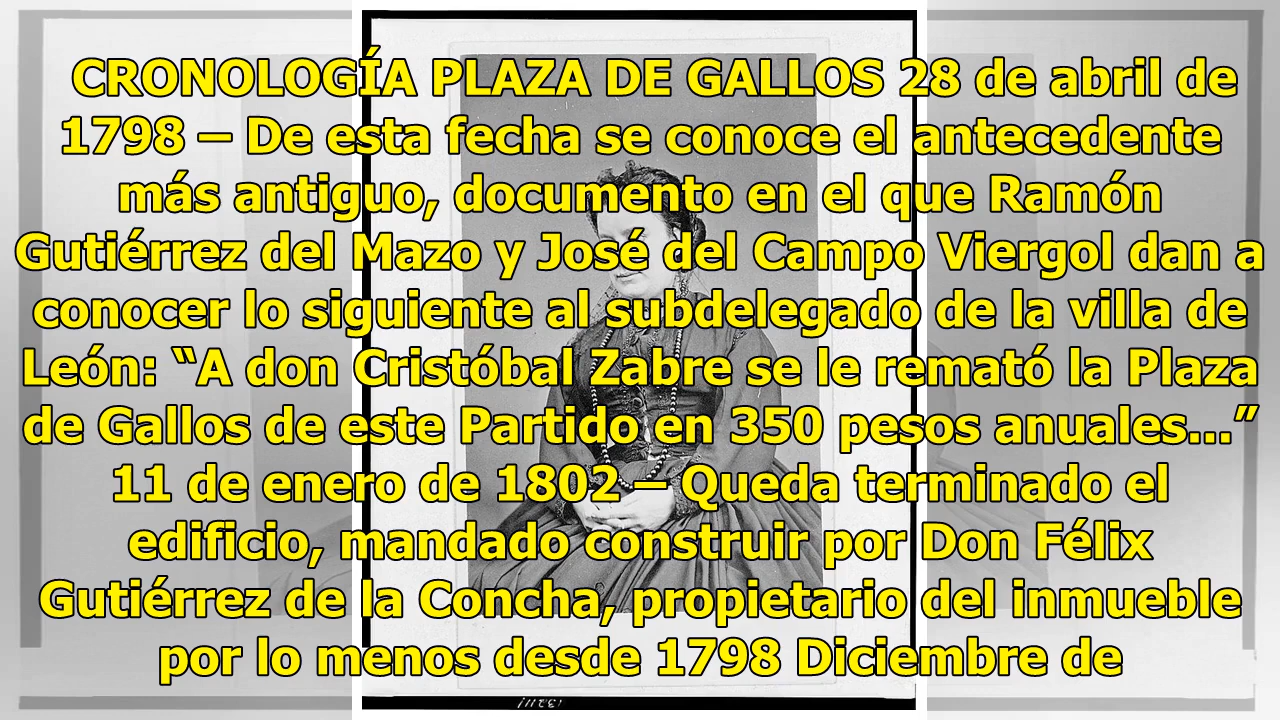 CRONOLOGÍA PLAZA DE GALLOS 28 de abril de
1798 – De esta fecha se conoce el antecedente
más antiguo, documento en el que Ramón
Gutiérrez del Mazo y José del Campo Viergol dan a
conocer lo siguiente al subdelegado de la villa de
León: “A don Cristóbal Zabre se le remató la Plaza
de Gallos de este Partido en 350 pesos anuales...”
11 de enero de 1802 – Queda terminado el
edificio, mandado construir por Don Félix
Gutiérrez de la Concha, propietario del inmueble
por lo menos desde 1798 Diciembre de